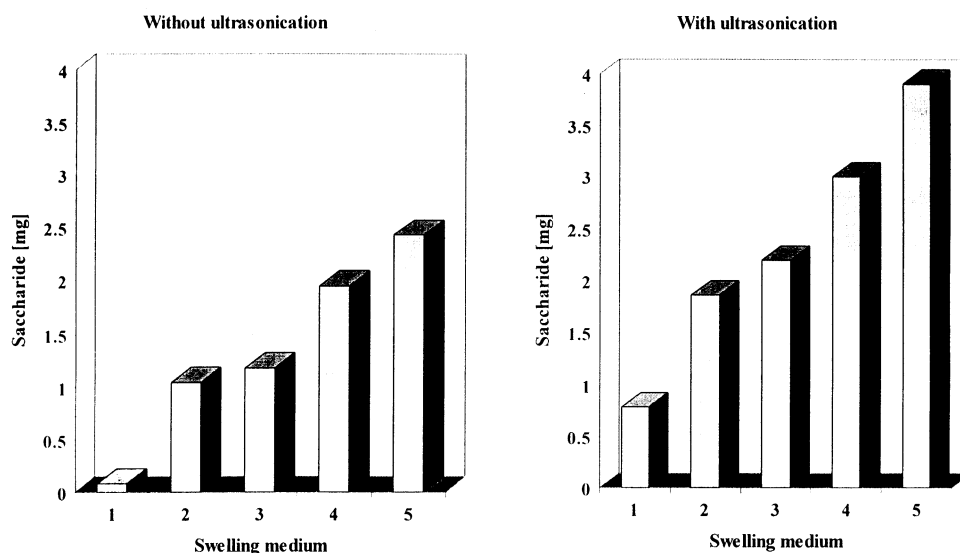 Without ultrasonication
4
3.5
3
2.5
2
1.5
1
0.5
0
Saccharide [mg]
1 2 3 4 5
Swelling medium
With ultrasonication
4
3.5
3
2.5
2
1.5
1
0.5
0
Saccharide [mg]
1 2 3 4 5
Swelling medium